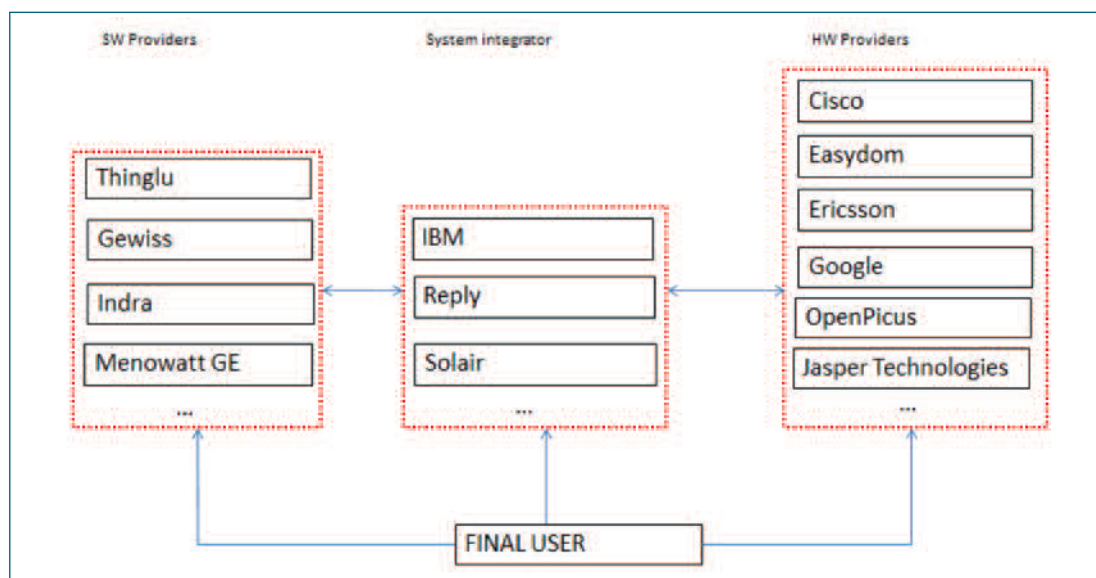 SW Providers
System integrator
HW Providers
Thinglu
Gewiss
Indra
Menowatt GE
...
IBM
Reply
Solair
...
Cisco
Easydom
Ericsson
Google
OpenPicus
Jasper Technologies
...
FINAL USER